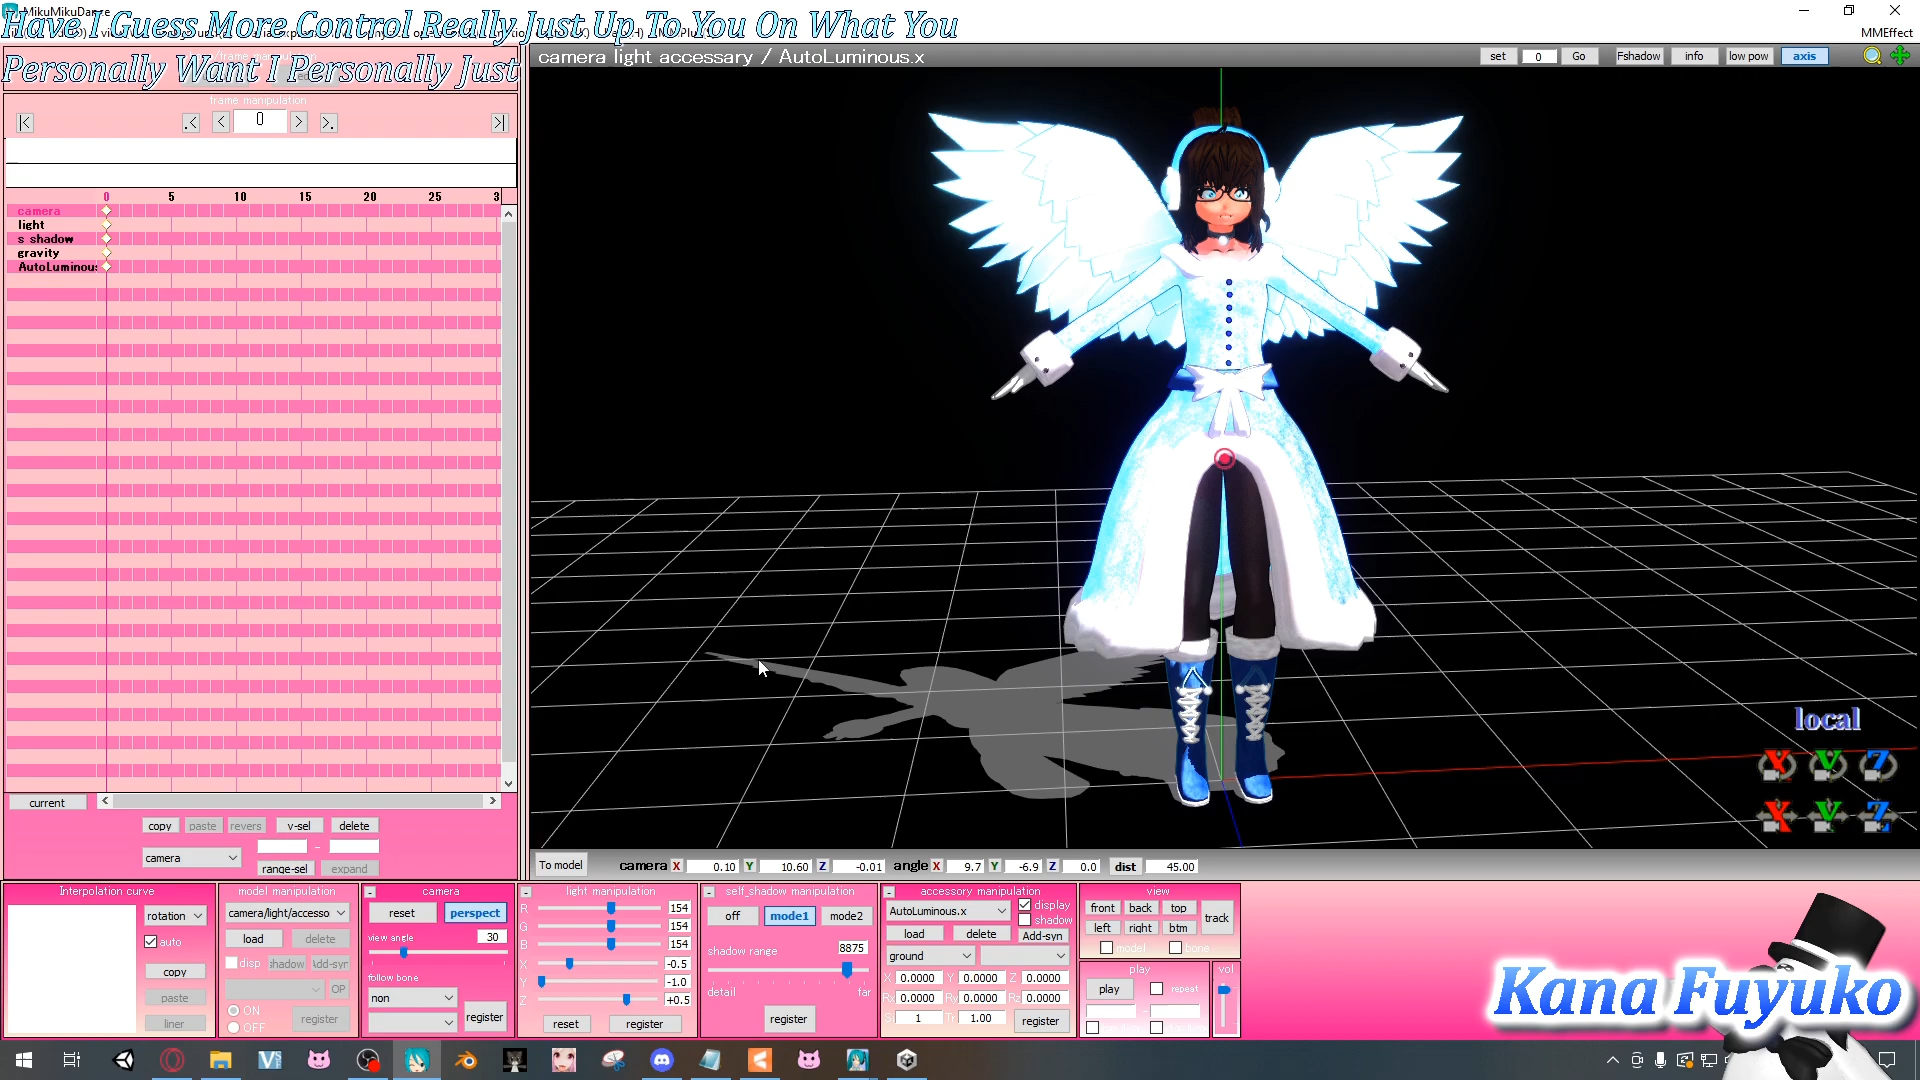 MikuMikuDance
Have I Guess More Control Really Just Up To You On What You
Personally Want I Personally Just
MMEffect
camera light accessary / AutoLuminous.x
set 0 Go Fshadow info low pow axis
frame manipulation
0
0 5 10 15 20 25 3
camera
light
s shadow
gravity
AutoLuminous
current
copy paste revers v-sel delete
camera -
range-sel expand
local
X Y Z
X Y Z
To model camera X 0.10 Y 10.60 Z -0.01 angle X 9.7 Y -6.9 Z 0.0 dist 45.00
Interpolation curve
rotation
auto
copy
paste
liner
model manipulation
camera/light/accesso
load delete
disp shadow Add-syn
OP
ON
OFF
register
camera
reset perspect
view angle 30
follow bone
non
register
light manipulation
R 154
G 154
B 154
X -0.5
Y -1.0
Z +0.5
reset register
self_shadow manipulation
off mode1 mode2
shadow range 8875
detail far
register
accessory manipulation
AutoLuminous.x display
shadow
load delete Add-syn
ground
X 0.0000 Y 0.0000 Z 0.0000
Rx 0.0000 Ry 0.0000 Rz 0.0000
S 1 Tr 1.00 register
view
front back top
left right btm
track
model bone
play
play repeat
-
vol
Kana Fuyuko